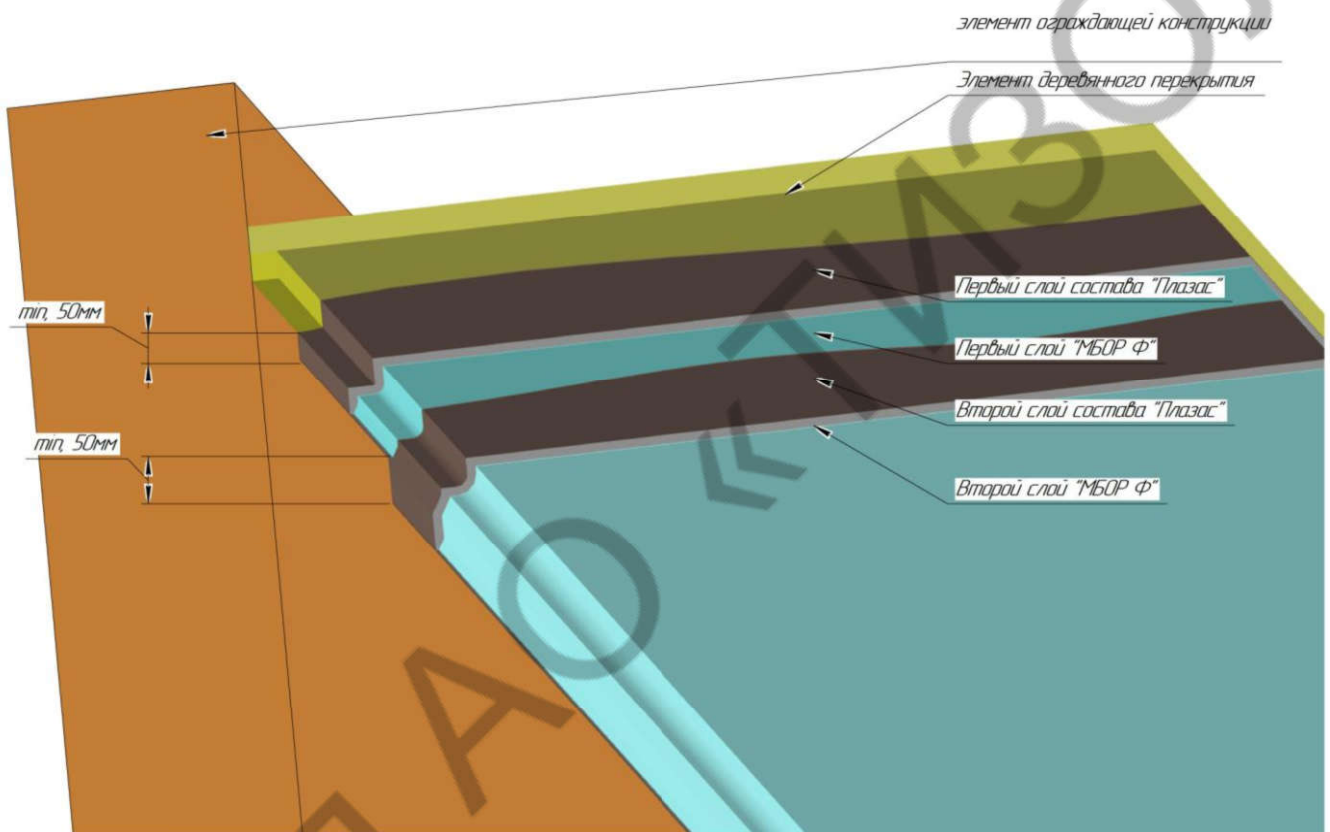 элемент ограждающей конструкции
Элемент деревянного перекрытия
Первый слой состава "Плазас"
min, 50мм
Первый слой "МБОР Ф"
Второй слой состава "Плазас"
min, 50мм
Второй слой "МБОР Ф"
АО «ТИЗОЛ